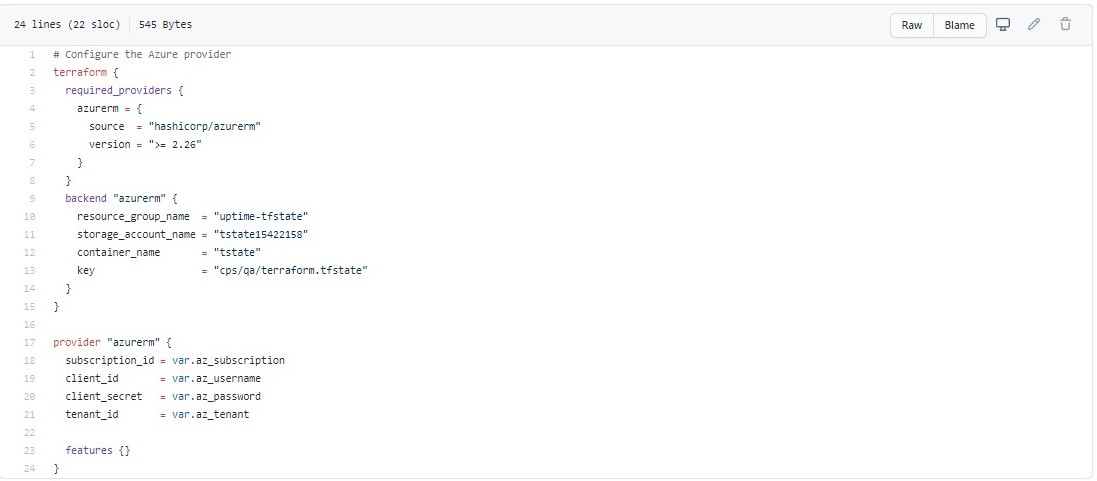 24 lines (22 sloc) 545 Bytes Raw Blame
1 # Configure the Azure provider
2 terraform {
3   required_providers {
4     azurerm = {
5       source  = "hashicorp/azurerm"
6       version = ">= 2.26"
7     }
8   }
9   backend "azurerm" {
10     resource_group_name  = "uptime-tfstate"
11     storage_account_name = "tstate15422158"
12     container_name       = "tstate"
13     key                  = "cps/qa/terraform.tfstate"
14   }
15 }
16
17 provider "azurerm" {
18   subscription_id = var.az_subscription
19   client_id       = var.az_username
20   client_secret   = var.az_password
21   tenant_id       = var.az_tenant
22
23   features {}
24 }